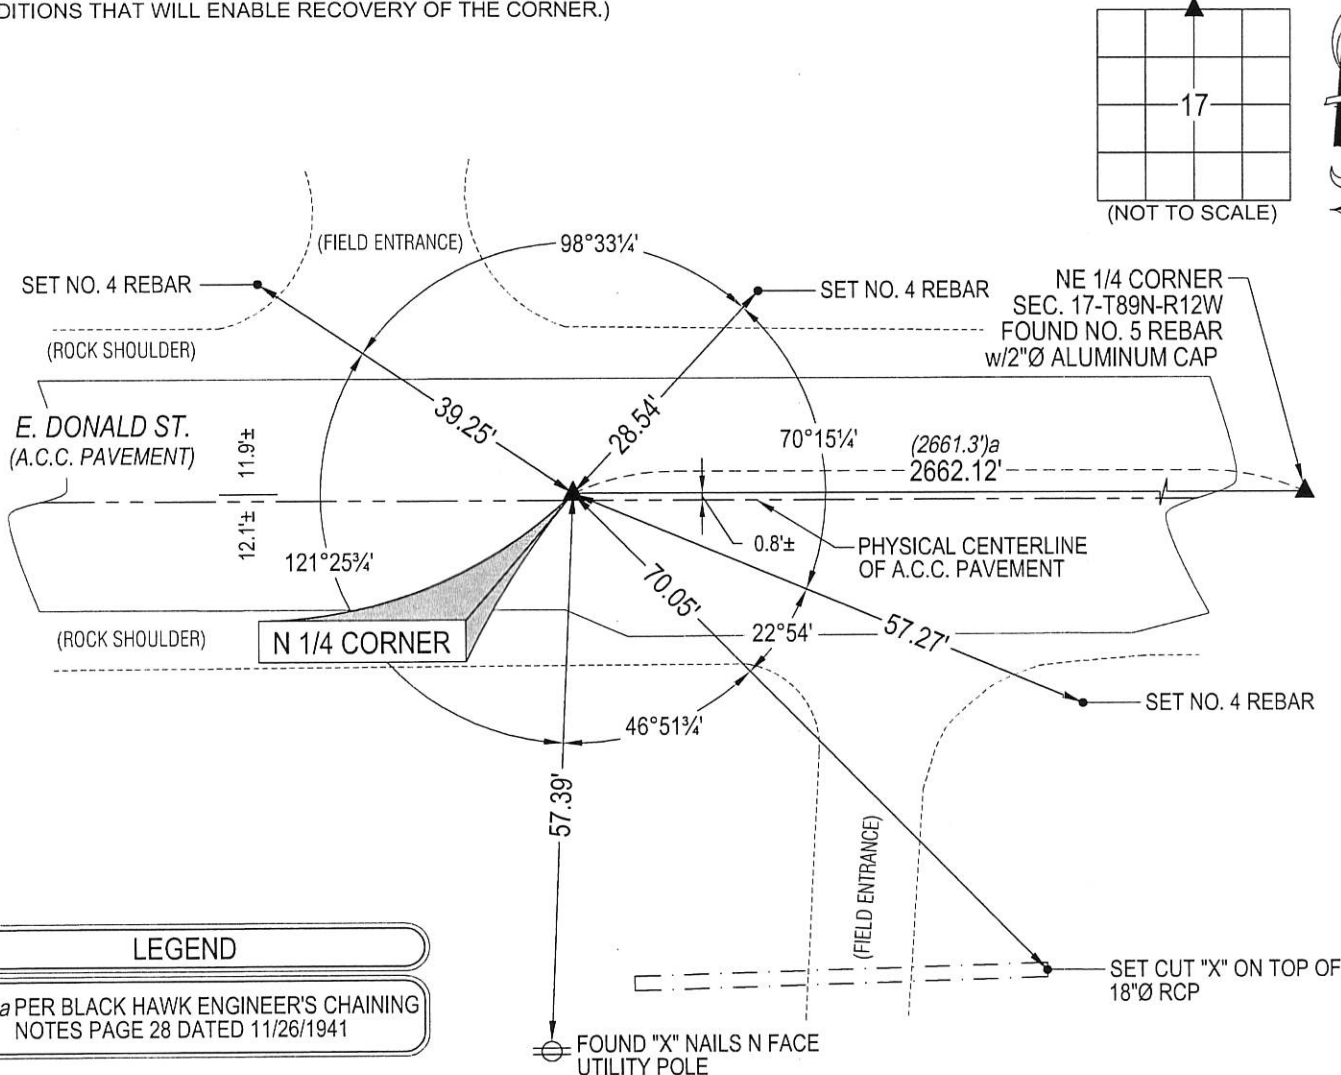 DITIONS THAT WILL ENABLE RECOVERY OF THE CORNER.)
17
(NOT TO SCALE)
(FIELD ENTRANCE)
98°33¼'
SET NO. 4 REBAR
SET NO. 4 REBAR
NE 1/4 CORNER
SEC. 17-T89N-R12W
FOUND NO. 5 REBAR
w/2"Ø ALUMINUM CAP
(ROCK SHOULDER)
E. DONALD ST.
(A.C.C. PAVEMENT)
11.9'±
12.1'±
39.25'
28.54'
70°15¼'
(2661.3')a
2662.12'
0.8'±
PHYSICAL CENTERLINE
OF A.C.C. PAVEMENT
121°25¾'
70.05'
(ROCK SHOULDER)
N 1/4 CORNER
22°54'
57.27'
SET NO. 4 REBAR
46°51¾'
57.39'
(FIELD ENTRANCE)
LEGEND
a PER BLACK HAWK ENGINEER'S CHAINING
NOTES PAGE 28 DATED 11/26/1941
SET CUT "X" ON TOP OF
18"Ø RCP
FOUND "X" NAILS N FACE
UTILITY POLE